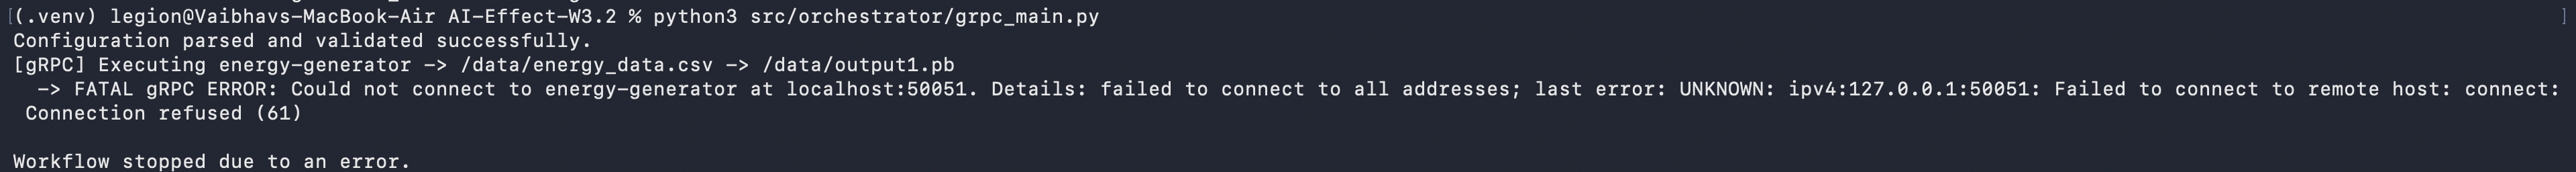 [(.venv) legion@Vaibhavs-MacBook-Air AI-Effect-W3.2 % python3 src/orchestrator/grpc_main.py ]
Configuration parsed and validated successfully.
[gRPC] Executing energy-generator -> /data/energy_data.csv -> /data/output1.pb
   -> FATAL gRPC ERROR: Could not connect to energy-generator at localhost:50051. Details: failed to connect to all addresses; last error: UNKNOWN: ipv4:127.0.0.1:50051: Failed to connect to remote host: connect:
 Connection refused (61)
Workflow stopped due to an error.